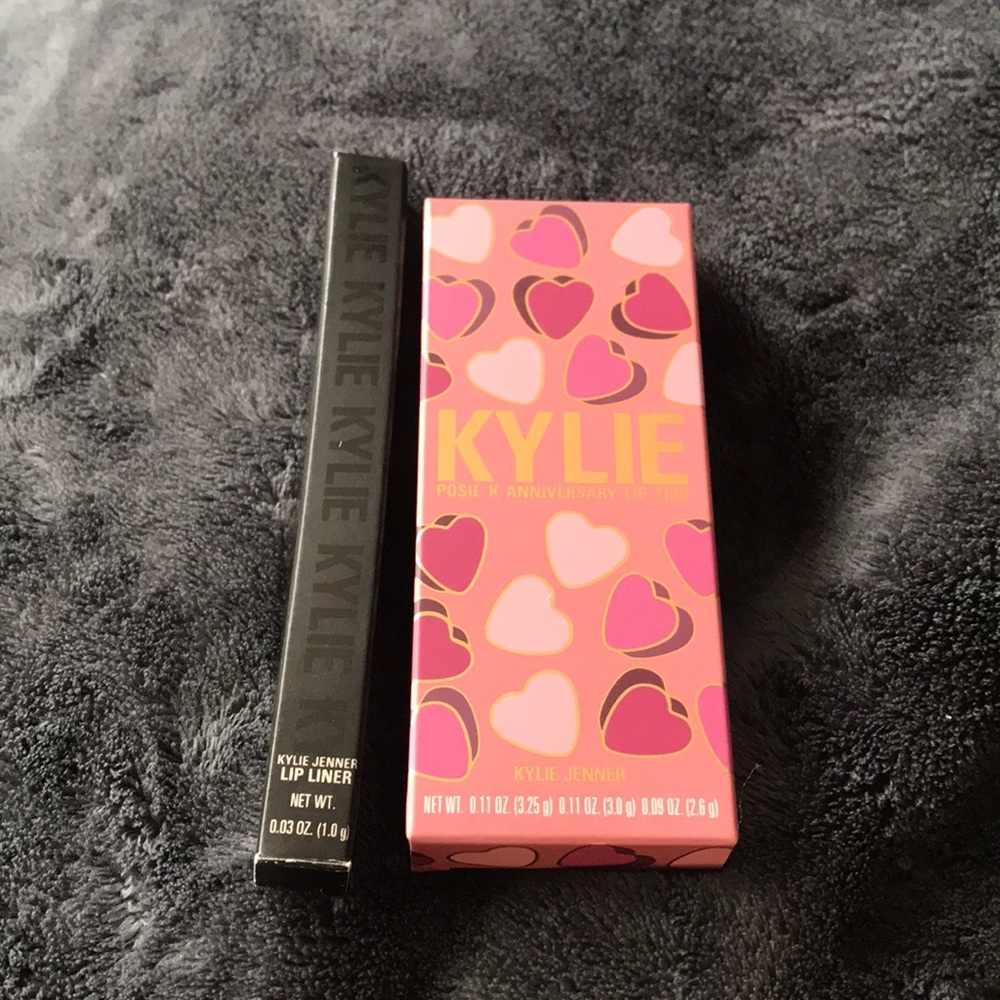 KYLIE KYLIE KYLIE KYLIE K
KYLIE JENNER
LIP LINER
NET WT.
0.03 OZ. (1.0 g)
KYLIE
POSIE K ANNIVERSARY LIP TRIO
KYLIE JENNER
NET WT. 0.11 OZ. (3.25 g) 0.11 OZ. (3.0 g) 0.09 OZ. (2.6 g)